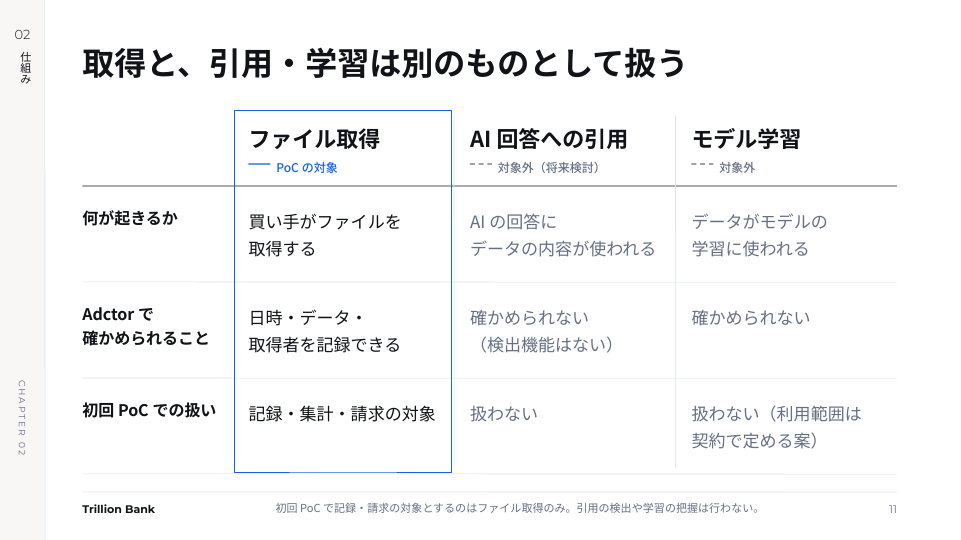 02
仕組み
取得と、引用・学習は別のものとして扱う
ファイル取得
PoC の対象
AI 回答への引用
対象外（将来検討）
モデル学習
対象外
何が起きるか
買い手がファイルを
取得する
AI の回答に
データの内容が使われる
データがモデルの
学習に使われる
Adctor で
確かめられること
日時・データ・
取得者を記録できる
確かめられない
（検出機能はない）
確かめられない
初回 PoC での扱い
記録・集計・請求の対象
扱わない
扱わない（利用範囲は
契約で定める案）
CHAPTER 02
Trillion Bank
初回 PoC で記録・請求の対象とするのはファイル取得のみ。引用の検出や学習の把握は行わない。
11